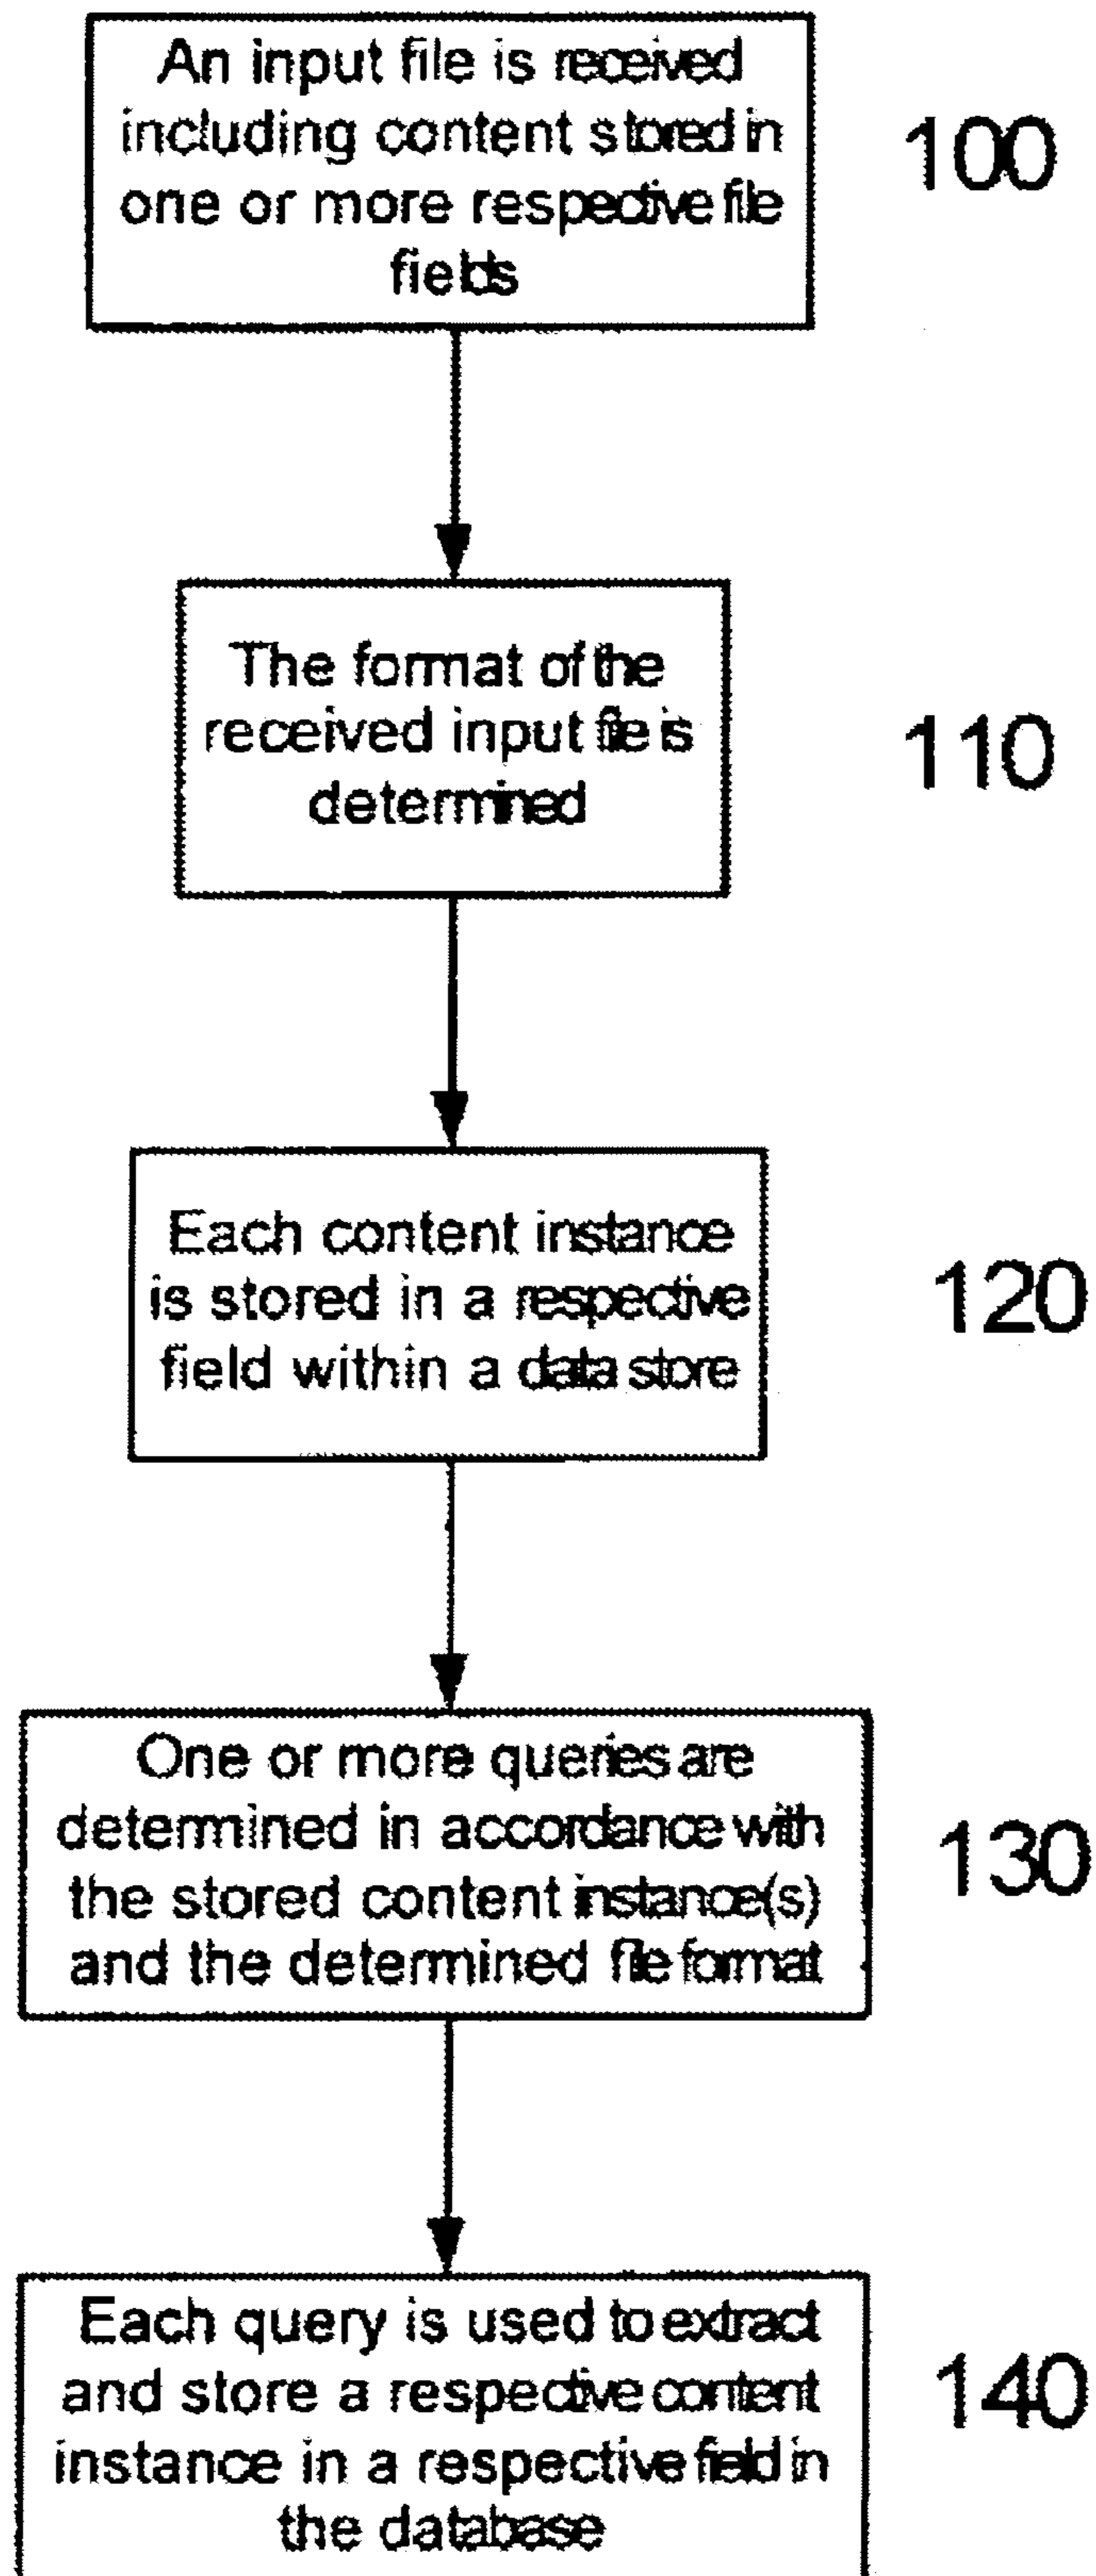 An input file is received
including content stored in
one or more respective file
fields
100
The format of the
received input file is
determined
110
Each content instance
is stored in a respective
field within a data store
120
One or more queries are
determined in accordance with
the stored content instance(s)
and the determined file format
130
Each query is used to extract
and store a respective content
instance in a respective field in
the database
140